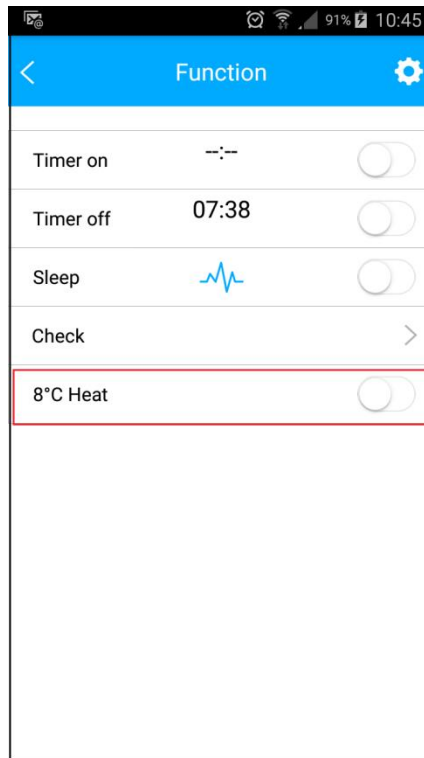 91% 10:45
Function
Timer on --:--
Timer off 07:38
Sleep
Check
8°C Heat